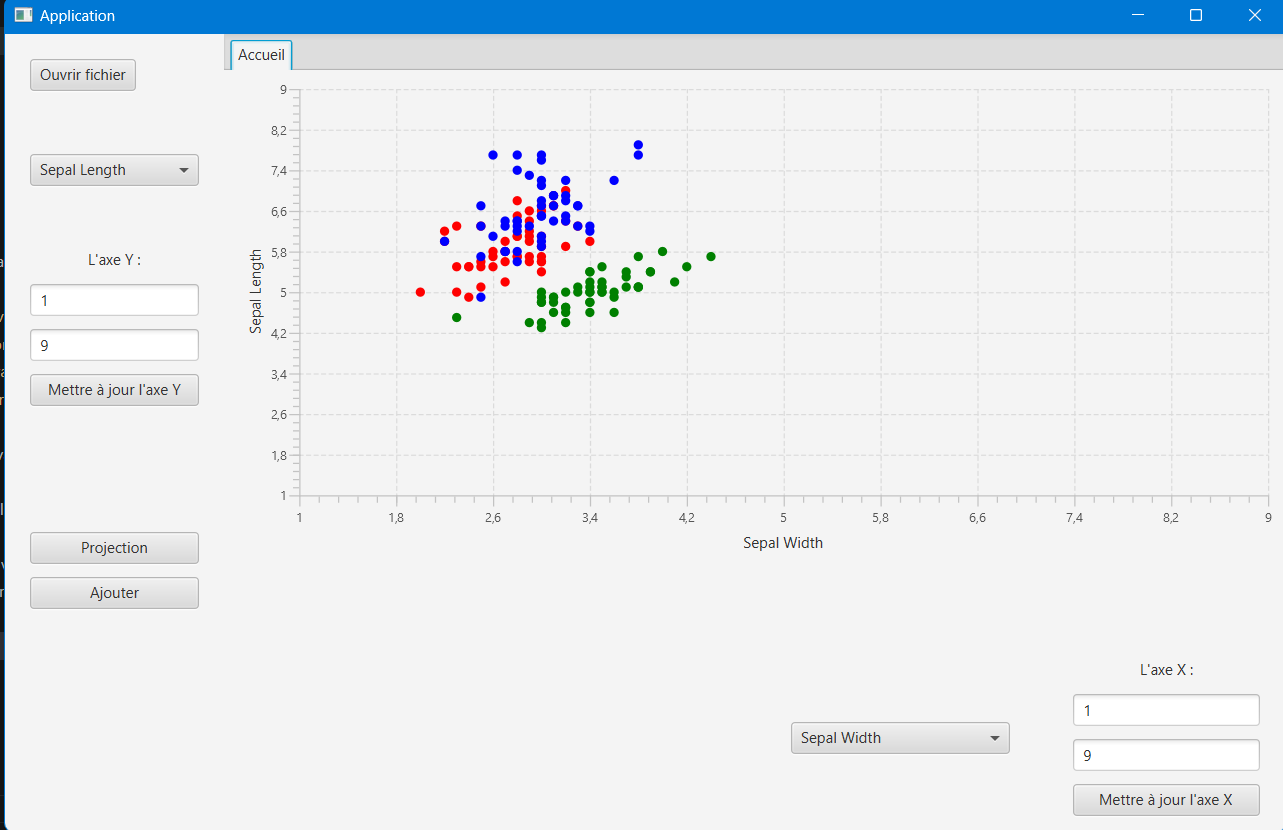 Application
Accueil
Ouvrir fichier
Sepal Length
L'axe Y :
1
9
Mettre à jour l'axe Y
Projection
Ajouter
Sepal Length
9
8,2
7,4
6,6
5,8
5
4,2
3,4
2,6
1,8
1
1 1,8 2,6 3,4 4,2 5 5,8 6,6 7,4 8,2 9
Sepal Width
Sepal Width
L'axe X :
1
9
Mettre à jour l'axe X